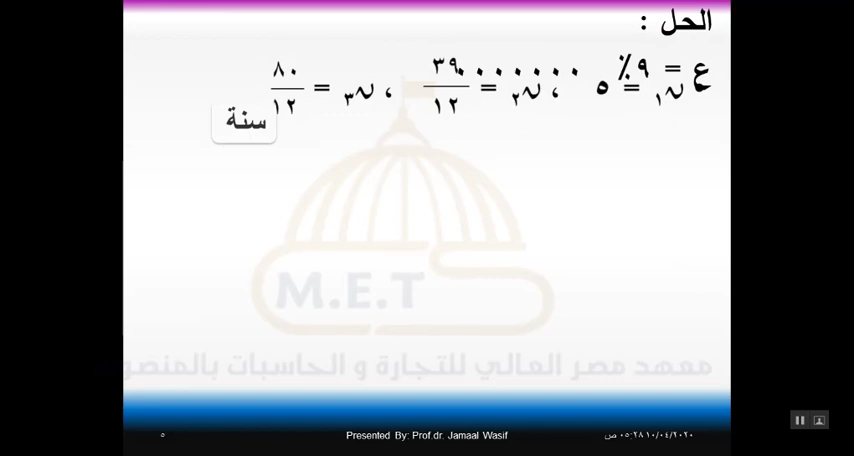 الحل :
ع = ٩٪ . . . . . . .
ن١ = ٥ ، ن٢ = ٣٩/١٢ ، ن٣ = ٨٠/١٢
سنة
M.E.T
معهد مصر العالي للتجارة و الحاسبات بالمنصو
٥
Presented By: Prof.dr. Jamaal Wasif
١٠/٠٤/٢٠٢٠ ٠٥:٢٨ ص